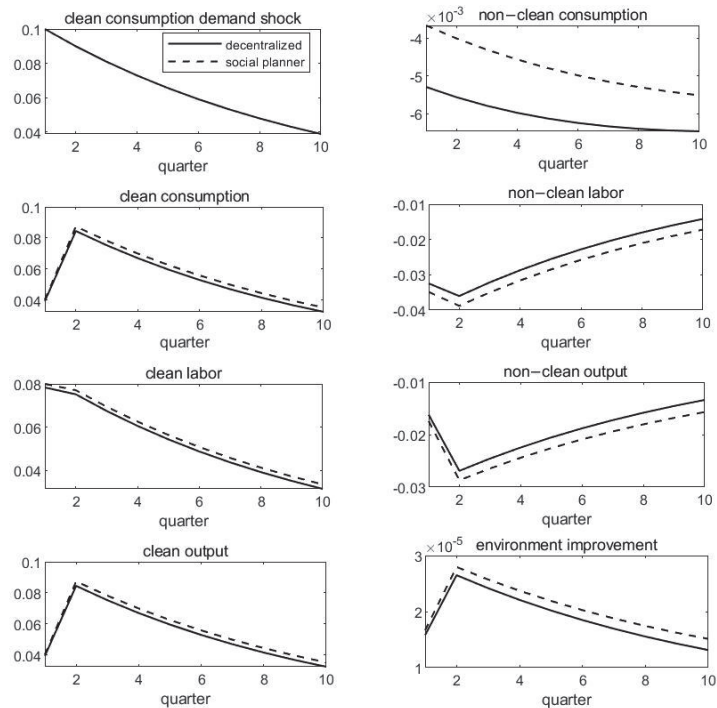 clean consumption demand shock
0.1
0.08
0.06
0.04
2 4 6 8 10
quarter
decentralized
social planner
non−clean consumption
×10⁻³
-4
-5
-6
2 4 6 8 10
quarter
clean consumption
0.1
0.08
0.06
0.04
2 4 6 8 10
quarter
non−clean labor
-0.01
-0.02
-0.03
-0.04
2 4 6 8 10
quarter
clean labor
0.08
0.06
0.04
2 4 6 8 10
quarter
non−clean output
-0.01
-0.02
-0.03
2 4 6 8 10
quarter
clean output
0.1
0.08
0.06
0.04
2 4 6 8 10
quarter
environment improvement
×10⁻⁵
3
2
1
2 4 6 8 10
quarter